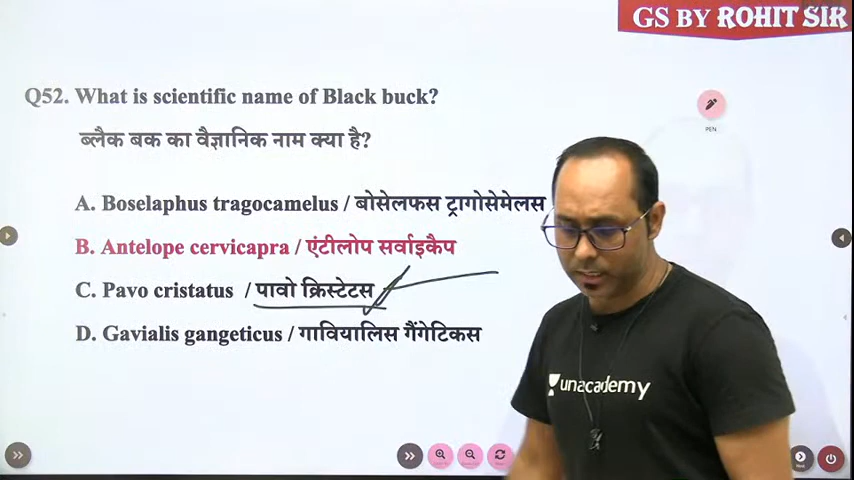 GS BY ROHIT SIR
Q52. What is scientific name of Black buck?
ब्लैक बक का वैज्ञानिक नाम क्या है?
PEN
A. Boselaphus tragocamelus / बोसेलफस ट्रागोसेमेलस
B. Antelope cervicapra / एंटीलोप सर्वाइकैप
C. Pavo cristatus / पावो क्रिस्टेटस
D. Gavialis gangeticus / गावियालिस गैंगेटिकस
unacademy